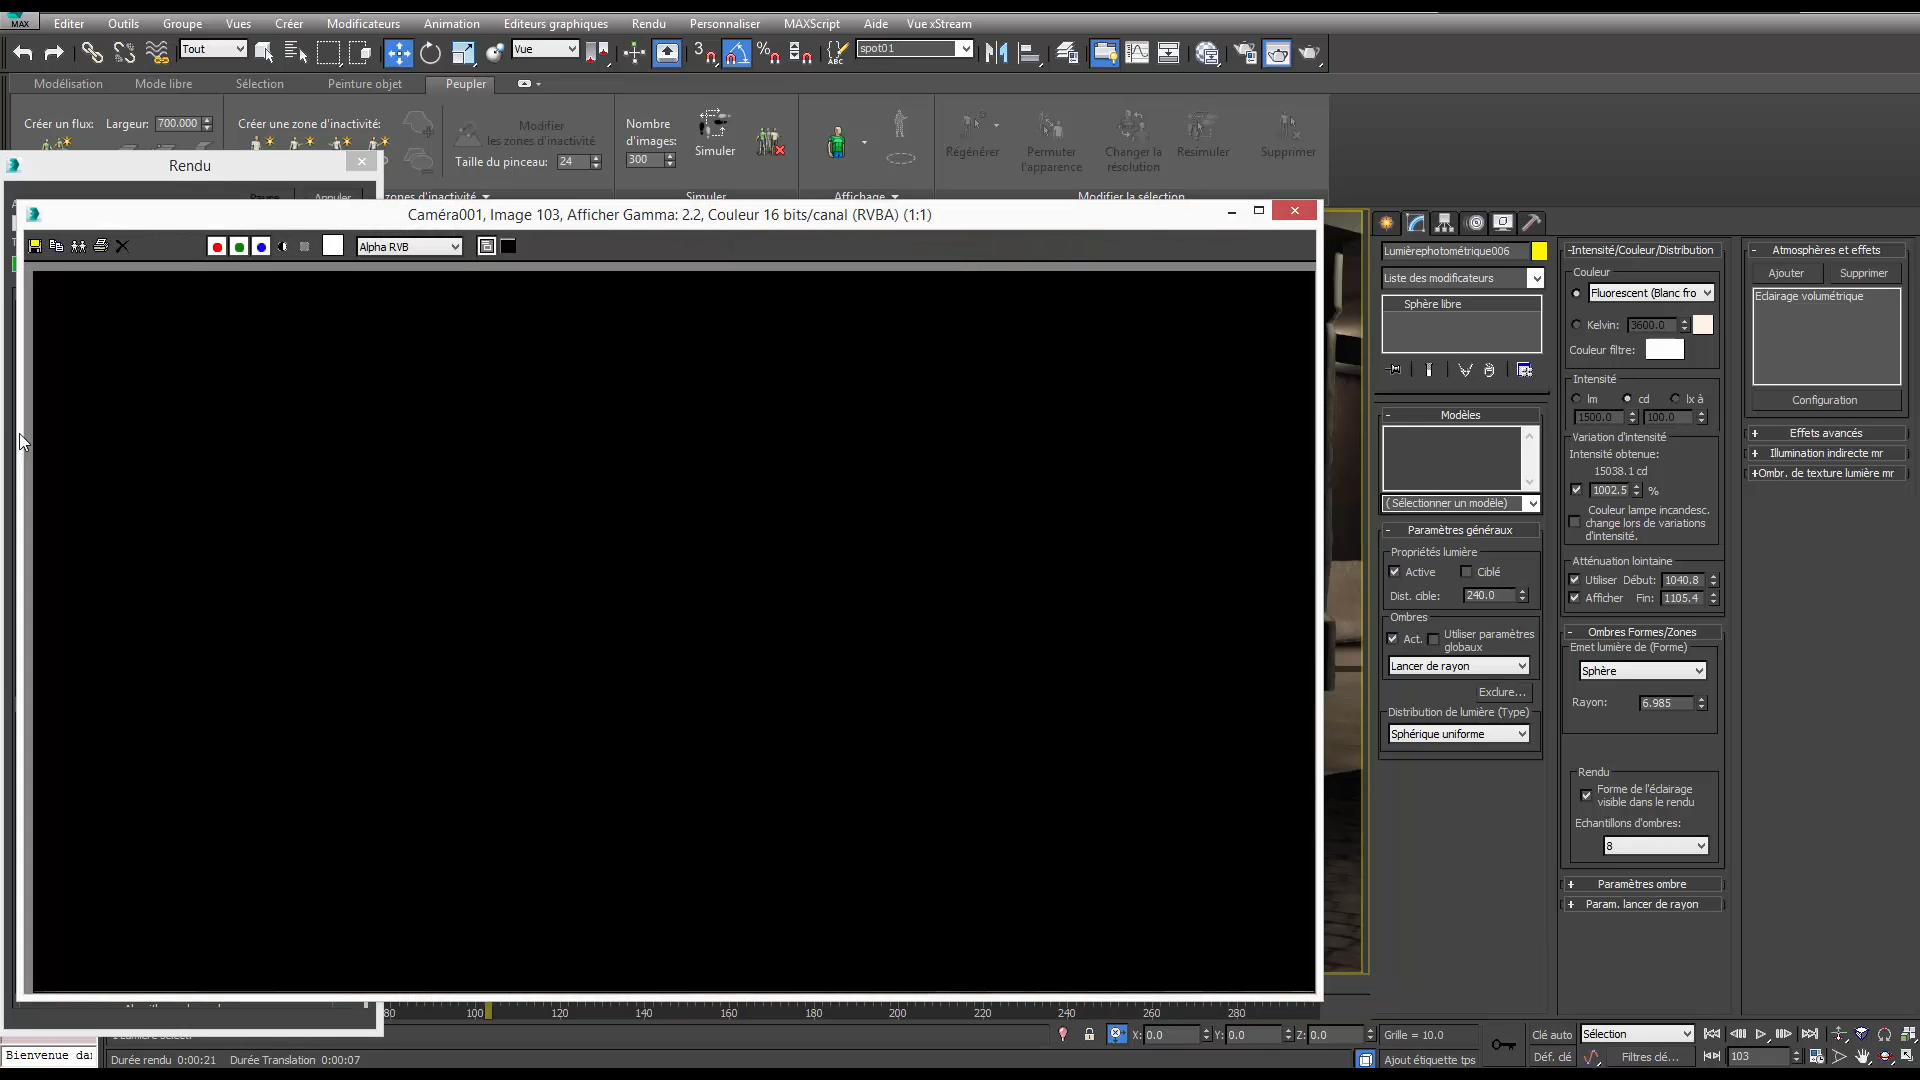 MAX Editer Outils Groupe Vues Créer Modificateurs Animation Editeurs graphiques Rendu Personnaliser MAXScript Aide Vue xStream
Tout Vue 3 % ABC spot01
Modélisation Mode libre Sélection Peinture objet Peupler
Créer un flux: Largeur: 700.000 Créer une zone d'inactivité: Modifier les zones d'inactivité Taille du pinceau: 24
Nombre d'images: 300 Simuler
Régénérer Permuter l'apparence Changer la résolution Resimuler Supprimer
zones d'inactivité Simuler Affichage Modifier la sélection
Rendu
Annuler
Caméra001, Image 103, Afficher Gamma: 2.2, Couleur 16 bits/canal (RVBA) (1:1)
Alpha RVB
Lumièrephotométrique006
Liste des modificateurs
Sphère libre
- Modèles
(Sélectionner un modèle)
- Paramètres généraux
Propriétés lumière
Active Ciblé
Dist. cible: 240.0
Ombres
Act. Utiliser paramètres globaux
Lancer de rayon
Exclure...
Distribution de lumière (Type)
Sphérique uniforme
-Intensité/Couleur/Distribution
Couleur
Fluorescent (Blanc fro
Kelvin: 3600.0
Couleur filtre:
Intensité
lm cd lx à
1500.0 100.0
Variation d'intensité
Intensité obtenue:
15038.1 cd
1002.5 %
Couleur lampe incandesc.
change lors de variations
d'intensité.
Atténuation lointaine
Utiliser Début: 1040.8
Afficher Fin: 1105.4
- Ombres Formes/Zones
Emet lumière de (Forme)
Sphère
Rayon: 6.985
Rendu
Forme de l'éclairage
visible dans le rendu
Echantillons d'ombres:
8
+ Paramètres ombre
+ Param. lancer de rayon
- Atmosphères et effets
Ajouter Supprimer
Eclairage volumétrique
Configuration
+ Effets avancés
+ Illumination indirecte mr
+Ombr. de texture lumière mr
80 100 120 140 160 180 200 220 240 260 280
X: 0.0 Y: 0.0 Z: 0.0 Grille = 10.0 Clé auto Sélection
Bienvenue da
Durée rendu 0:00:21 Durée Translation 0:00:07 Ajout étiquette tps Déf. clé Filtres clé... 103